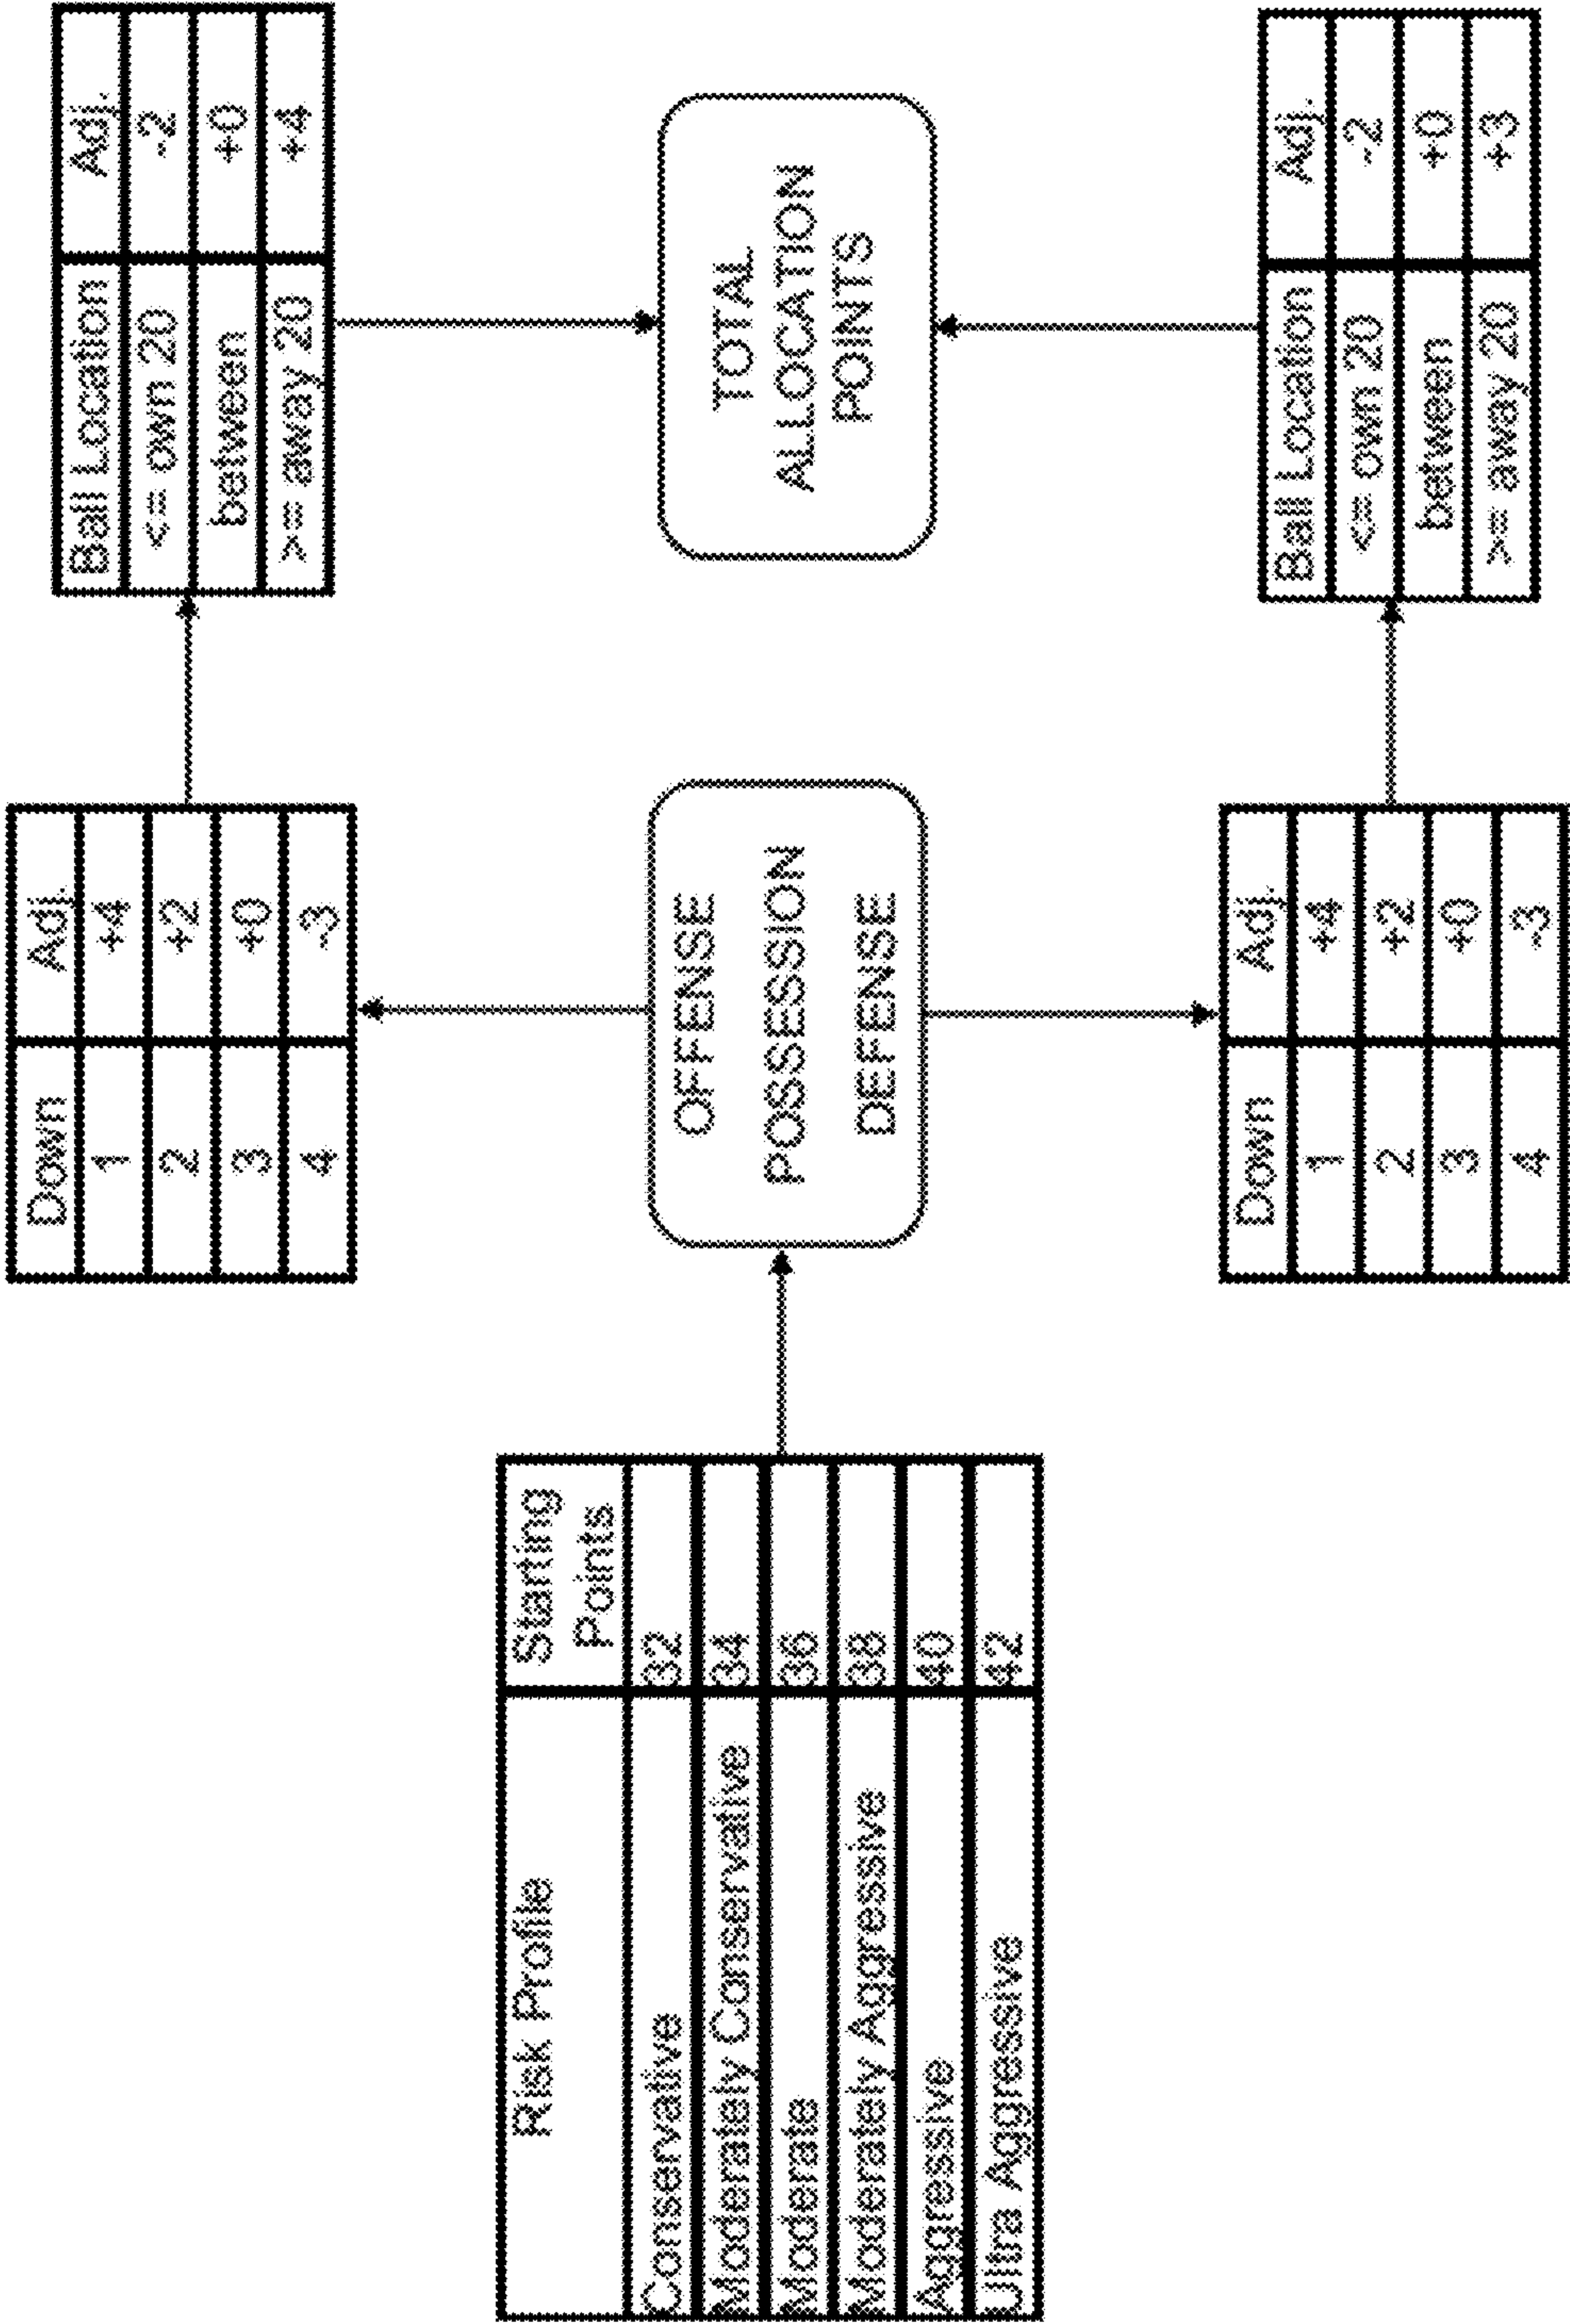 Risk Profile Starting
Points
Conservative 32
Moderately Conservative 34
Moderate 36
Moderately Aggressive 38
Aggressive 40
Ultra Aggressive 42
OFFENSE
POSSESSION
DEFENSE
Down Adj.
1 +4
2 +2
3 +0
4 -3
Ball Location Adj.
<= own 20 -2
between +0
>= away 20 +4
Down Adj.
1 +4
2 +2
3 +0
4 -3
Ball Location Adj.
<= own 20 -2
between +0
>= away 20 +3
TOTAL
ALLOCATION
POINTS